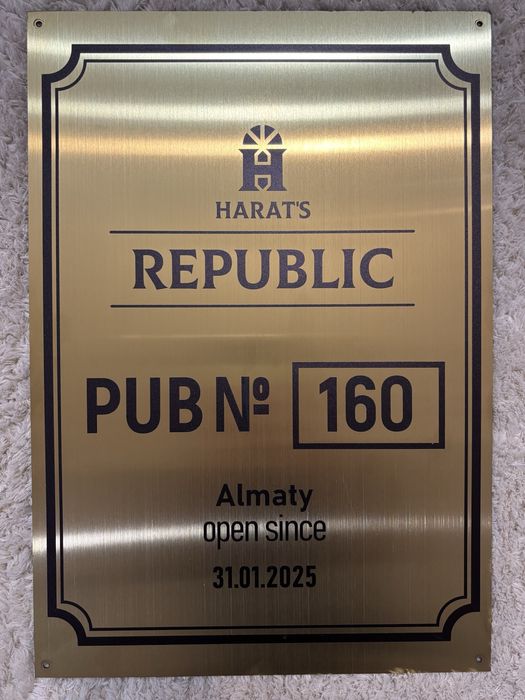 HARAT'S
REPUBLIC
PUB № 160
Almaty
open since
31.01.2025